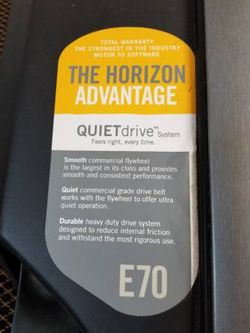 TOTAL WARRANTY
THE STRONGEST IN THE INDUSTRY
MOTOR TO SOFTWARE
THE HORIZON
ADVANTAGE
QUIETdrive™ System
Feels right, every time.
Smooth commercial flywheel
is the largest in its class and provides
smooth and consistent performance.
Quiet commercial grade drive belt
works with the flywheel to offer ultra
quiet operation.
Durable heavy duty drive system
designed to reduce internal friction
and withstand the most rigorous use.
E70